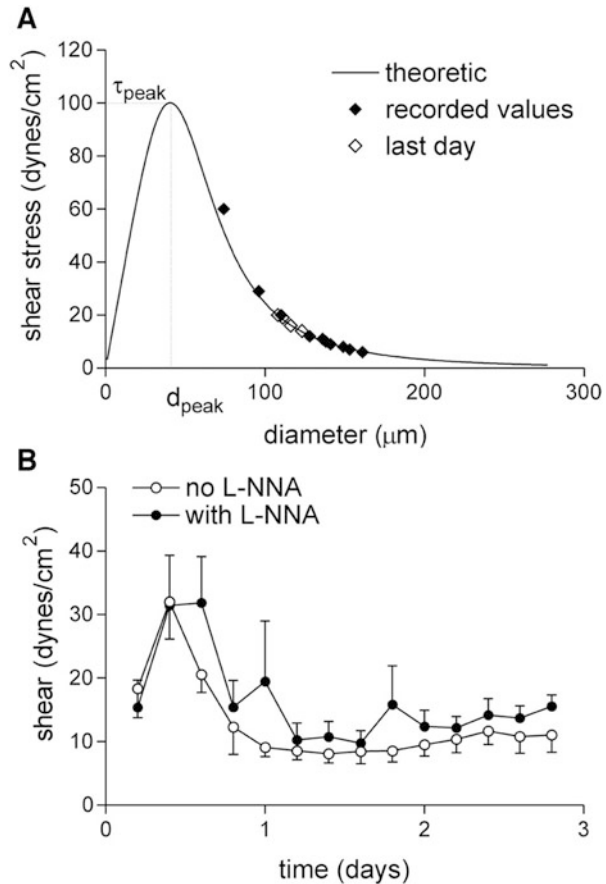 A
120
100
80
60
40
20
0
shear stress (dynes/cm²)
τpeak
theoretic
recorded values
last day
0
100
200
300
dpeak
diameter (μm)
B
50
40
30
20
10
0
shear (dynes/cm²)
no L-NNA
with L-NNA
0
1
2
3
time (days)